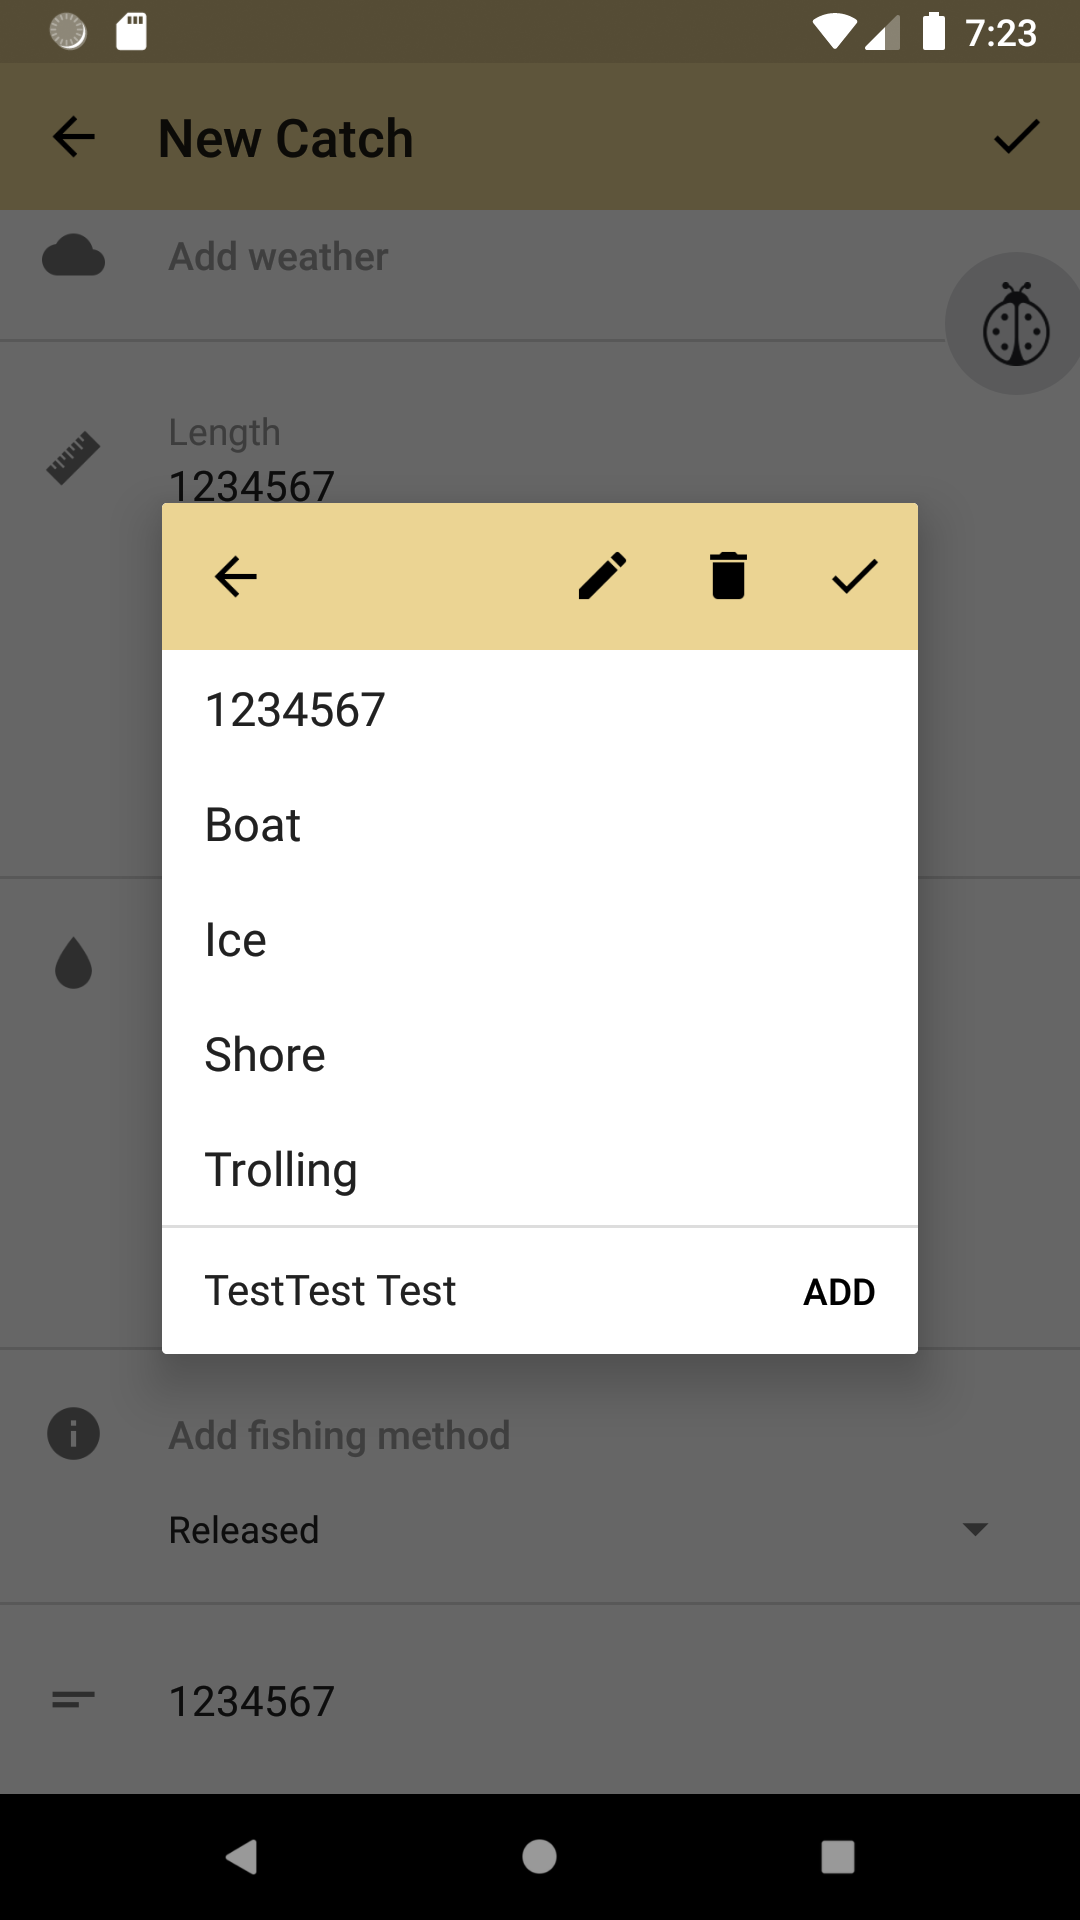 7:23
New Catch
Add weather
Length
1234567
1234567
Boat
Ice
Shore
Trolling
TestTest Test ADD
Add fishing method
Released
1234567